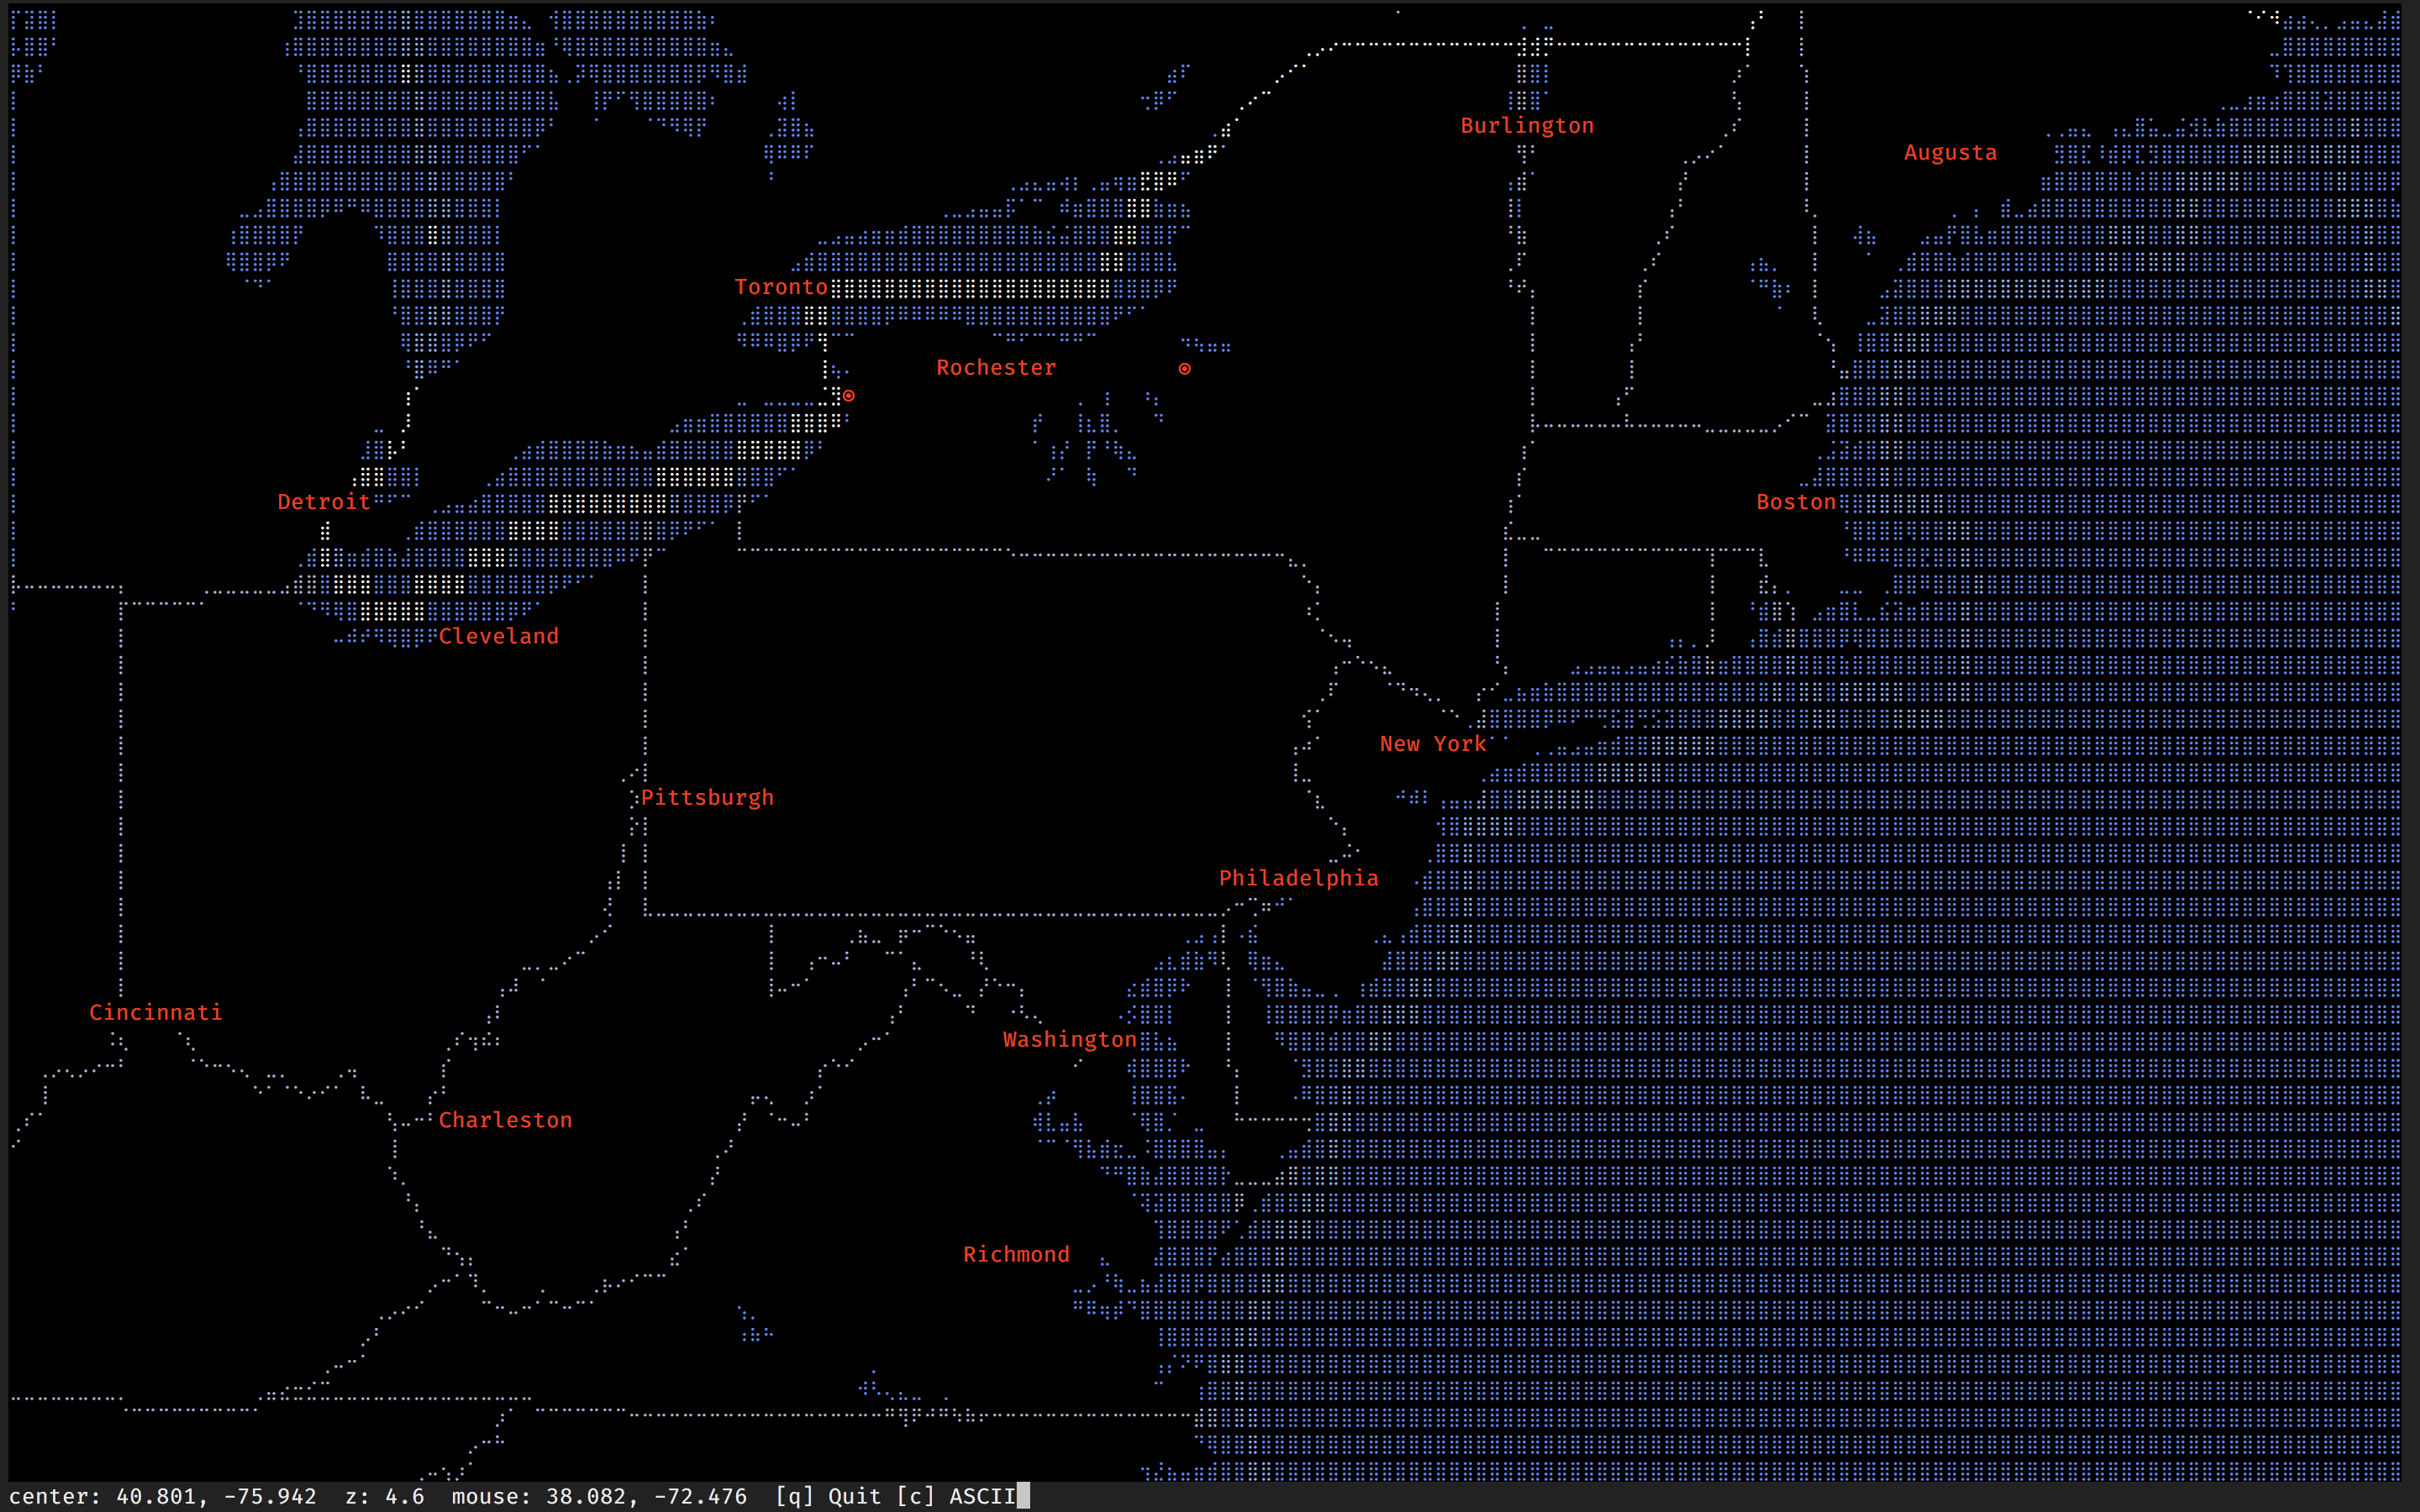 Burlington
Augusta
Toronto
Rochester
Detroit
Boston
Cleveland
New York
Pittsburgh
Philadelphia
Cincinnati
Washington
Charleston
Richmond
center: 40.801, -75.942 z: 4.6 mouse: 38.082, -72.476 [q] Quit [c] ASCII